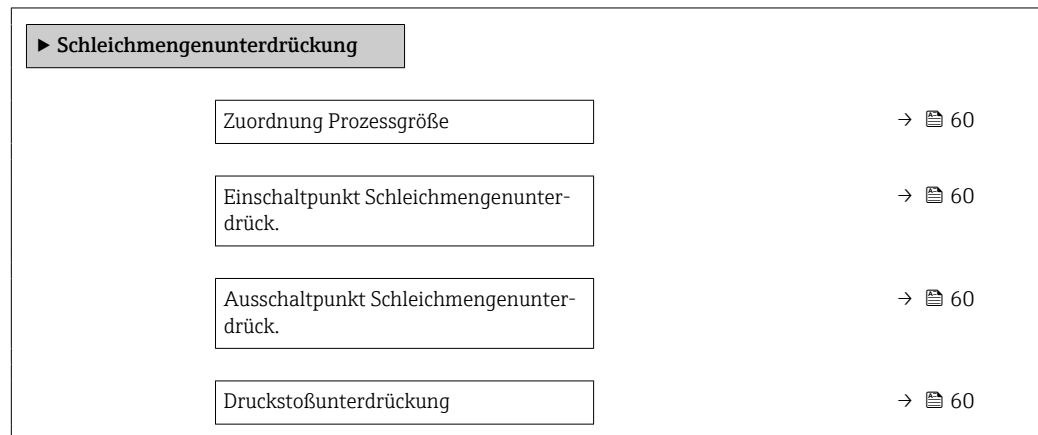 ▶ Schleichmengenunterdrückung
Zuordnung Prozessgröße → 60
Einschaltpunkt Schleichmengenunter-
drück. → 60
Ausschaltpunkt Schleichmengenunter-
drück. → 60
Druckstoßunterdrückung → 60